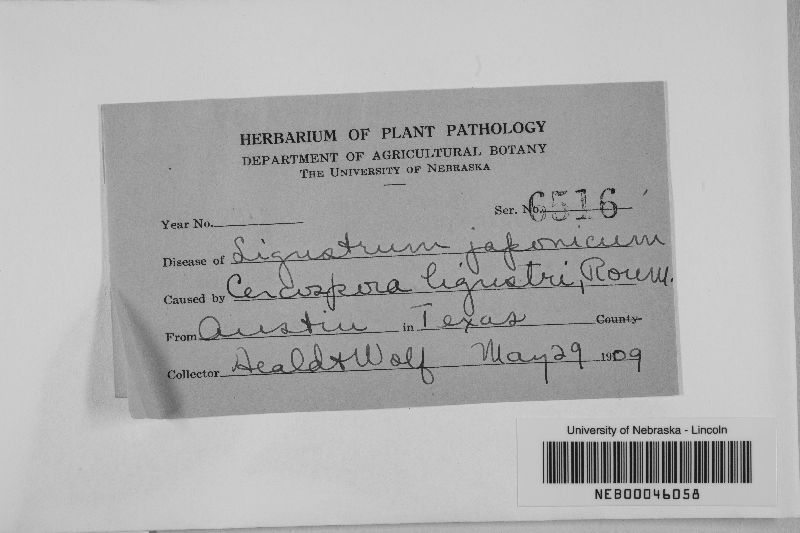 HERBARIUM OF PLANT PATHOLOGY
DEPARTMENT OF AGRICULTURAL BOTANY
THE UNIVERSITY OF NEBRASKA
Year No. Ser. No. 6516
Disease of Ligustrum japonicum
Caused by Cercospora ligustri, Roum.
From Austin in Texas County
Collector Heald & Wolf May 29 1909
University of Nebraska - Lincoln
NEB00046058